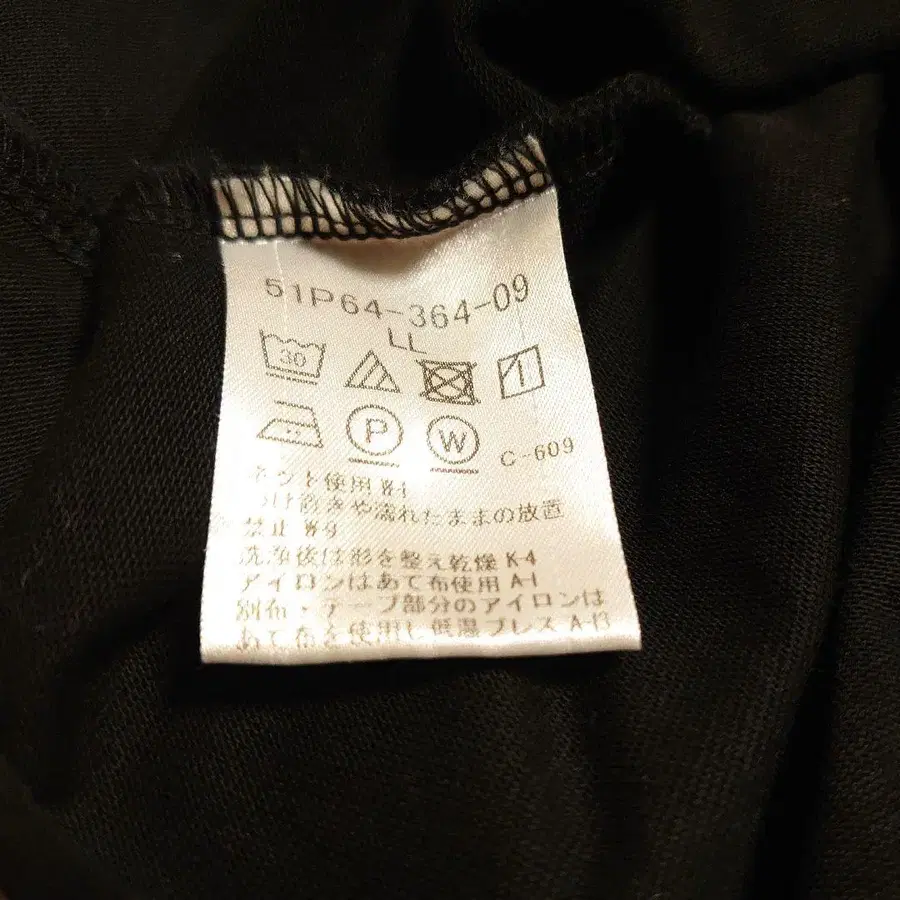 51P64-364-09
LL
30
P W C-609
ネット使用 W-1
つけ置きや濡れたままの放置
禁止 W-9
洗浄後は形を整え乾燥 K-4
アイロンはあて布使用 A-1
別布・テープ部分のアイロンは
あて布を使用し低温プレス A-13